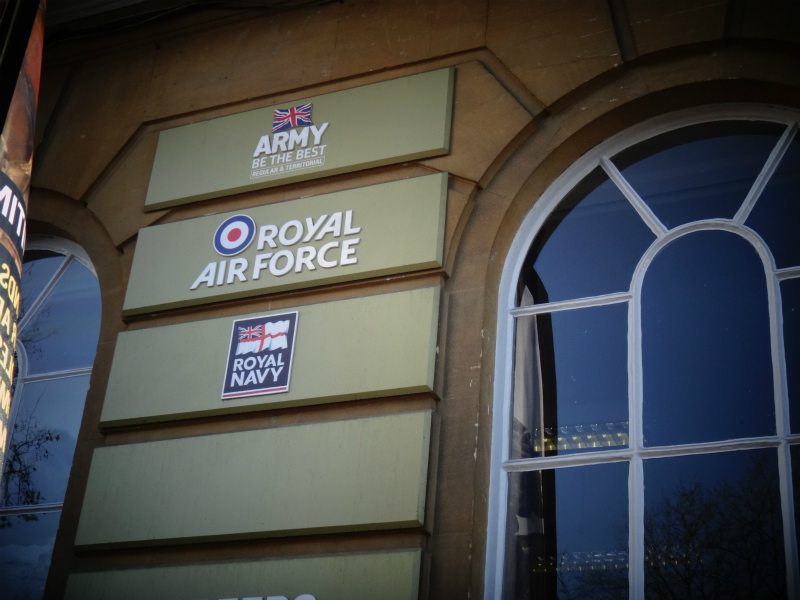 ARMY
BE THE BEST
REGULAR & TERRITORIAL
ROYAL
AIR FORCE
ROYAL
NAVY